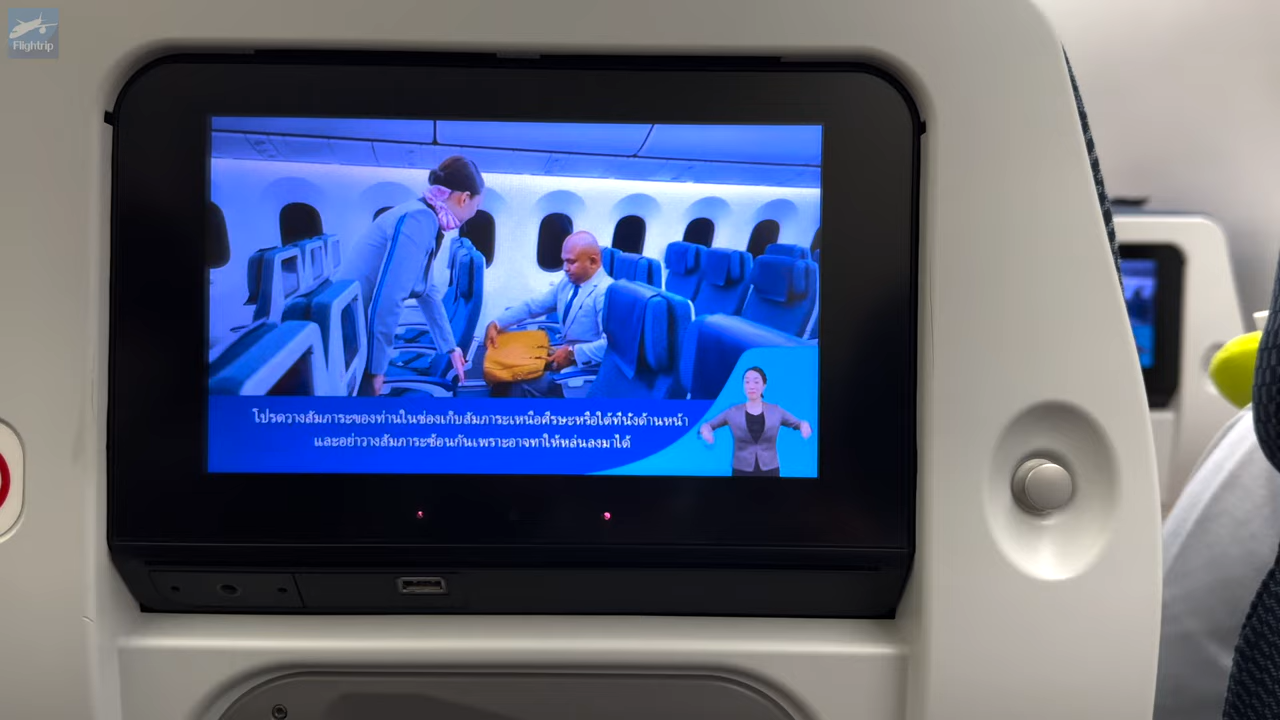 Flightrip
โปรดวางสัมภาระของท่านในช่องเก็บสัมภาระเหนือศีรษะหรือใต้ที่นั่งด้านหน้า
และอย่าวางสัมภาระซ้อนกันเพราะอาจทำให้หล่นลงมาได้